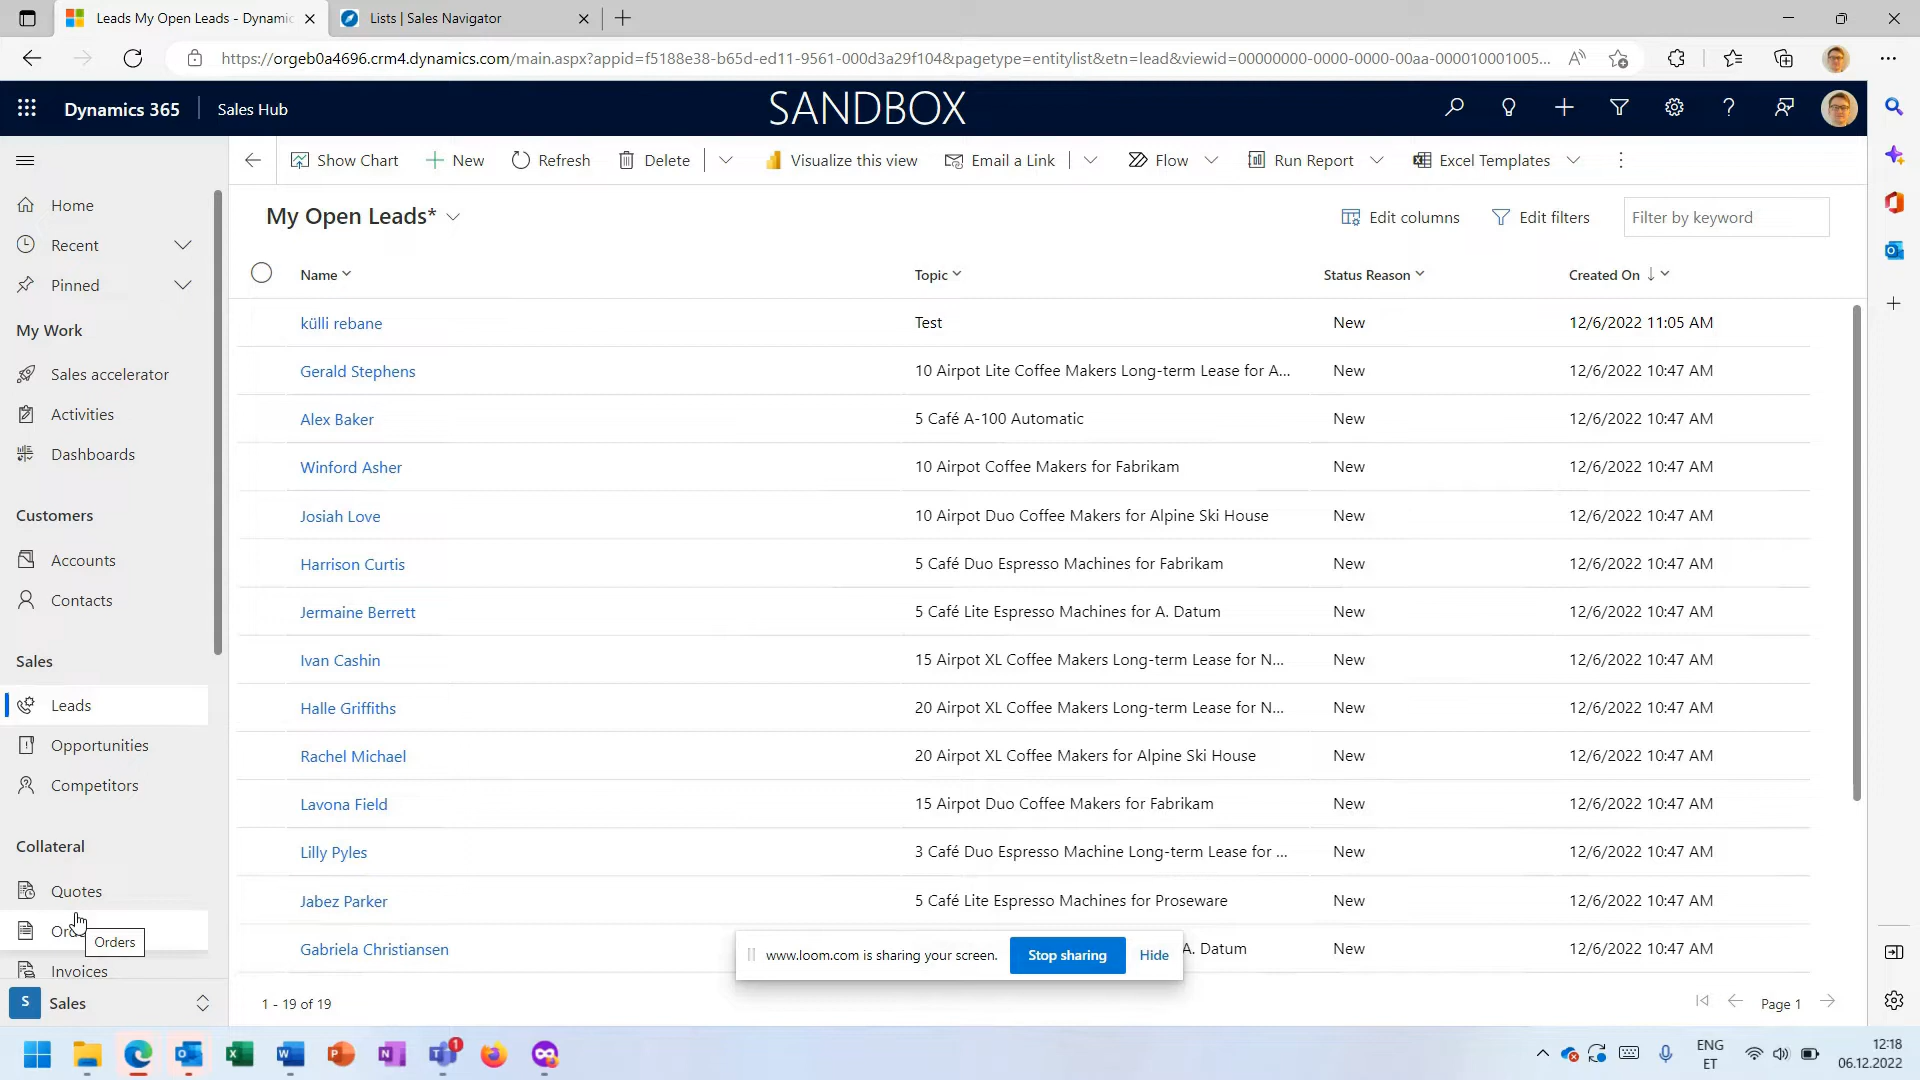 Leads My Open Leads - Dynamic
Lists | Sales Navigator
https://orgeb0a4696.crm4.dynamics.com/main.aspx?appid=f5188e38-b65d-ed11-9561-000d3a29f104&pagetype=entitylist&etn=lead&viewid=00000000-0000-0000-00aa-000010001005...
Dynamics 365
Sales Hub
SANDBOX
Show Chart
New
Refresh
Delete
Visualize this view
Email a Link
Flow
Run Report
Excel Templates
Home
Recent
Pinned
My Work
Sales accelerator
Activities
Dashboards
Customers
Accounts
Contacts
Sales
Leads
Opportunities
Competitors
Collateral
Quotes
Orders
Invoices
S Sales
My Open Leads*
Edit columns
Edit filters
Filter by keyword
Name Topic Status Reason Created On
külli rebane Test New 12/6/2022 11:05 AM
Gerald Stephens 10 Airpot Lite Coffee Makers Long-term Lease for A... New 12/6/2022 10:47 AM
Alex Baker 5 Café A-100 Automatic New 12/6/2022 10:47 AM
Winford Asher 10 Airpot Coffee Makers for Fabrikam New 12/6/2022 10:47 AM
Josiah Love 10 Airpot Duo Coffee Makers for Alpine Ski House New 12/6/2022 10:47 AM
Harrison Curtis 5 Café Duo Espresso Machines for Fabrikam New 12/6/2022 10:47 AM
Jermaine Berrett 5 Café Lite Espresso Machines for A. Datum New 12/6/2022 10:47 AM
Ivan Cashin 15 Airpot XL Coffee Makers Long-term Lease for N... New 12/6/2022 10:47 AM
Halle Griffiths 20 Airpot XL Coffee Makers Long-term Lease for N... New 12/6/2022 10:47 AM
Rachel Michael 20 Airpot XL Coffee Makers for Alpine Ski House New 12/6/2022 10:47 AM
Lavona Field 15 Airpot Duo Coffee Makers for Fabrikam New 12/6/2022 10:47 AM
Lilly Pyles 3 Café Duo Espresso Machine Long-term Lease for ... New 12/6/2022 10:47 AM
Jabez Parker 5 Café Lite Espresso Machines for Proseware New 12/6/2022 10:47 AM
Gabriela Christiansen A. Datum New 12/6/2022 10:47 AM
www.loom.com is sharing your screen. Stop sharing Hide
1 - 19 of 19
Page 1
1
ENG
ET
12:18
06.12.2022